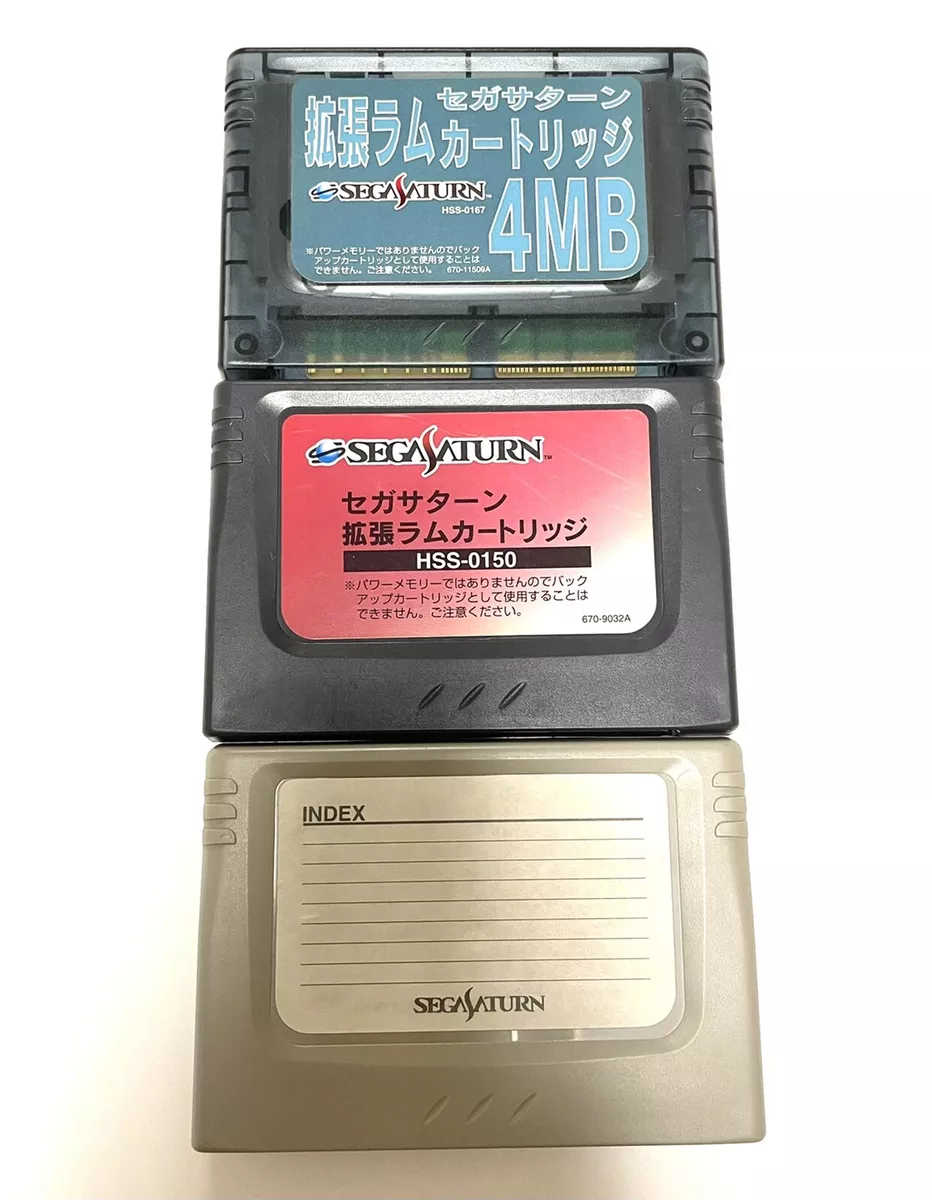 セガサターン
拡張ラムカートリッジ
SEGA SATURN™
HSS-0167
4MB
※パワーメモリーではありませんのでバック
アップカートリッジとして使用することは
できません。ご注意ください。 670-11509A
SEGA SATURN™
セガサターン
拡張ラムカートリッジ
HSS-0150
※パワーメモリーではありませんのでバック
アップカートリッジとして使用することは
できません。ご注意ください。
670-9032A
INDEX
SEGA SATURN